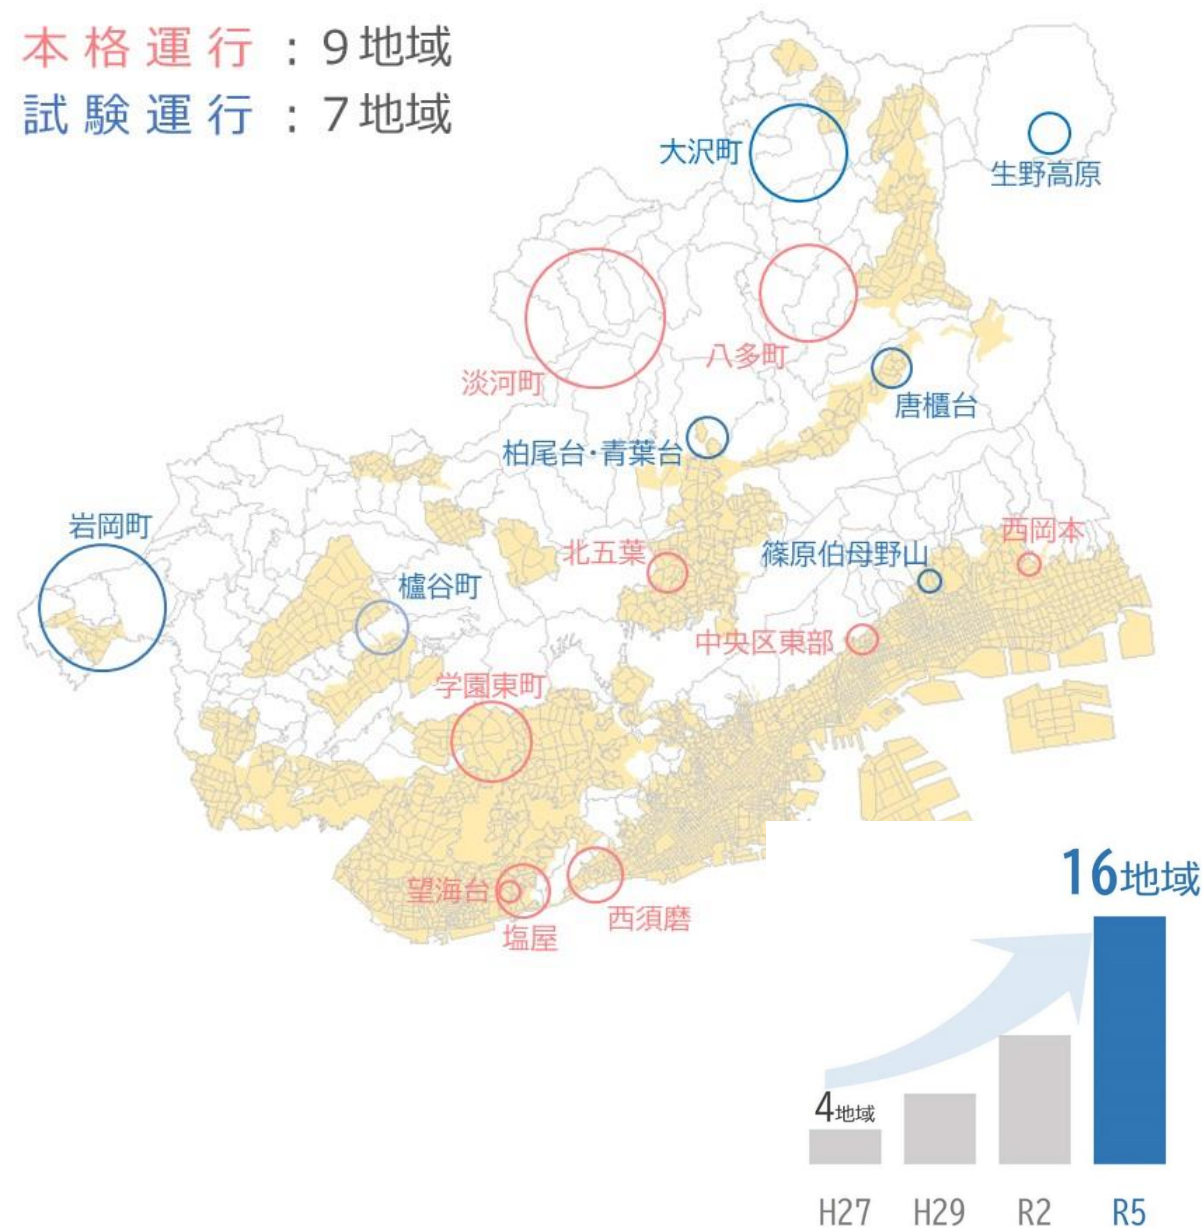 本格運行 : 9地域
試験運行 : 7地域
大沢町
生野高原
八多町
淡河町
唐櫃台
柏尾台・青葉台
岩岡町
北五葉
篠原伯母野山
西岡本
櫨谷町
中央区東部
学園東町
望海台
塩屋
西須磨
16地域
4地域
H27 H29 R2 R5